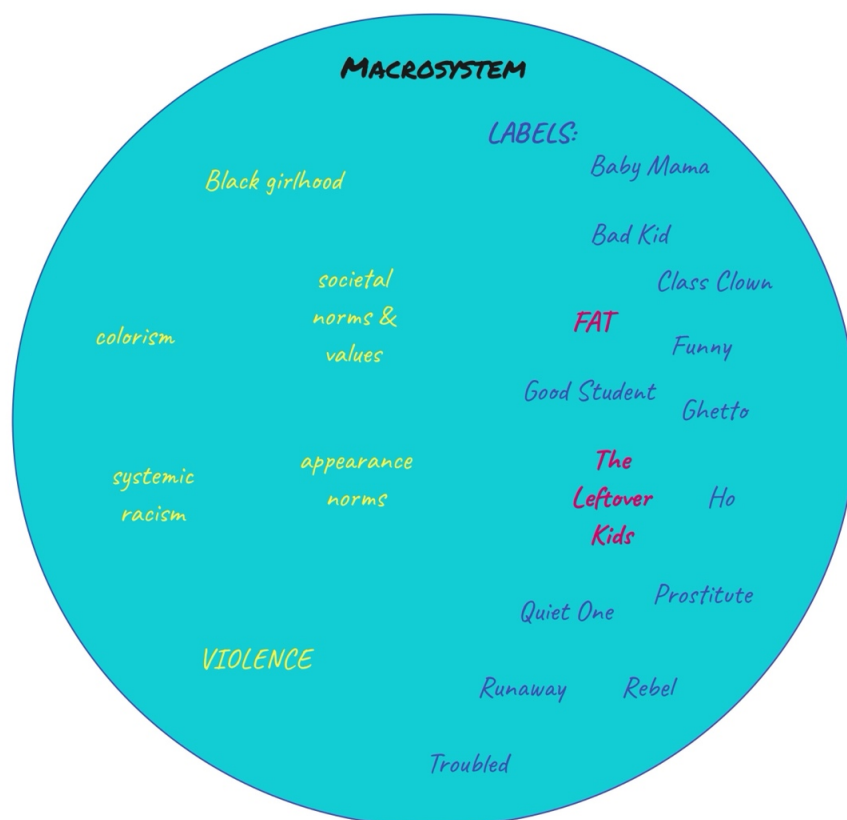 Macrosystem
Black girlhood
colorism
societal
norms &
values
systemic
racism
appearance
norms
VIOLENCE
LABELS:
Baby Mama
Bad Kid
Class Clown
FAT
Funny
Good Student
Ghetto
The
Leftover
Kids
Ho
Prostitute
Quiet One
Runaway
Rebel
Troubled